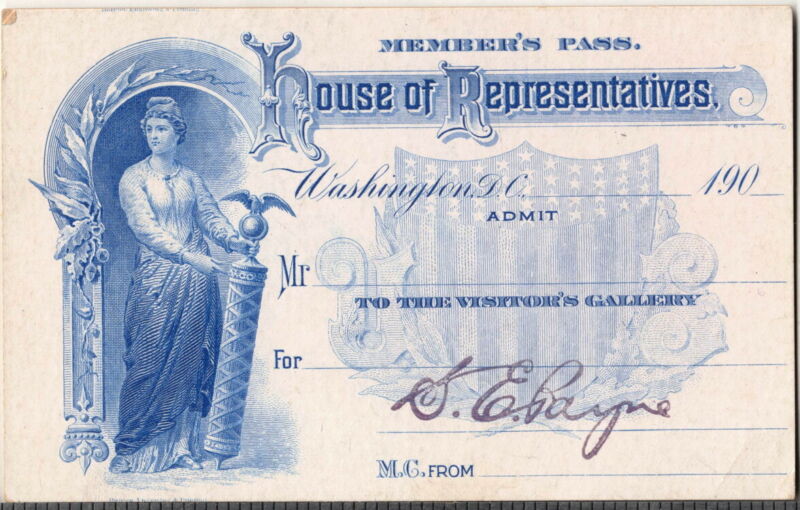 MEMBER'S PASS.
House of Representatives,
Washington, D.C., 190
ADMIT
Mr
TO THE VISITOR'S GALLERY
For
S. E. Payne
M.C. FROM